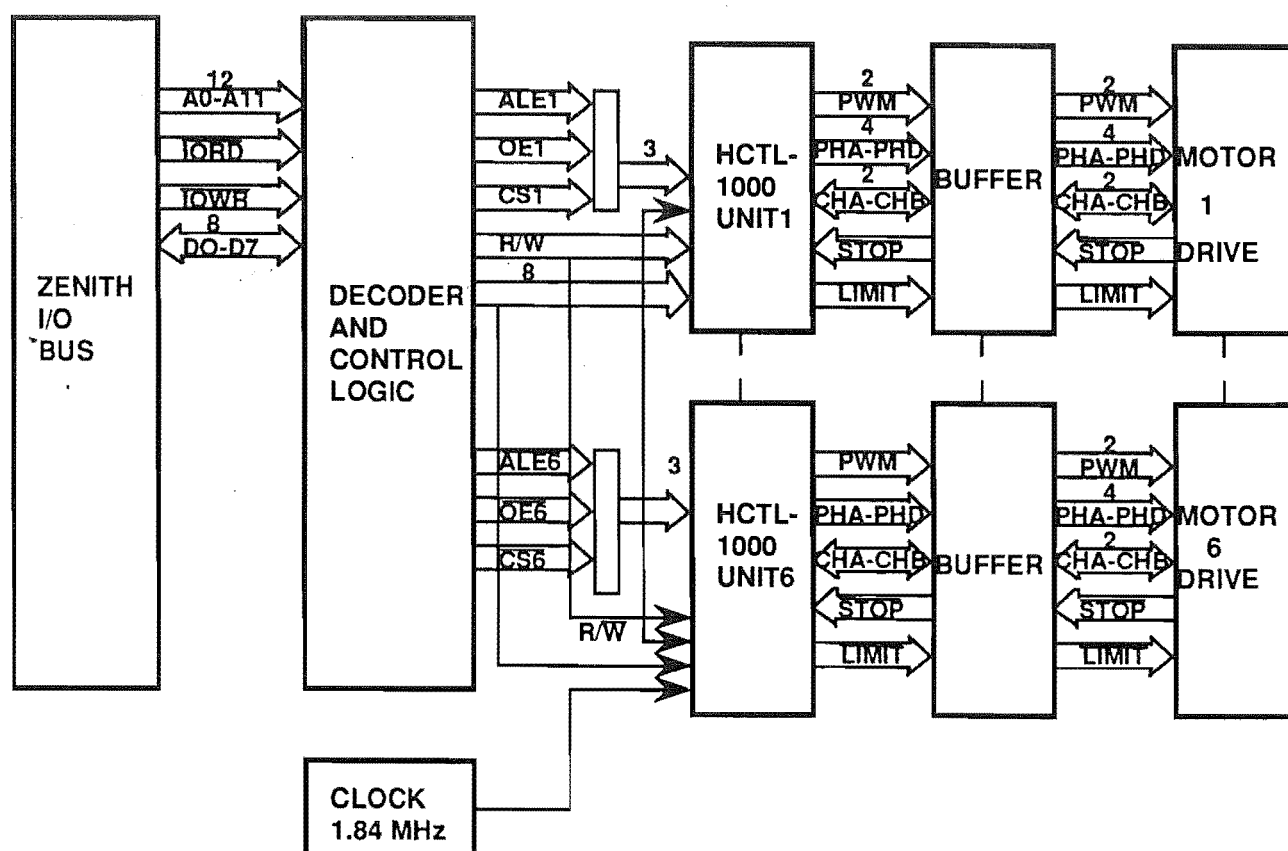 ZENITH
I/O
BUS
12
A0-A11
IORD
IOWR
8
DO-D7
DECODER
AND
CONTROL
LOGIC
ALE1
OE1
CS1
3
R/W
8
HCTL-
1000
UNIT1
2
PWM
4
PHA-PHD
2
CHA-CHB
STOP
LIMIT
BUFFER
2
PWM
4
PHA-PHD
2
CHA-CHB
STOP
LIMIT
MOTOR
1
DRIVE
ALE6
OE6
CS6
3
R/W
HCTL-
1000
UNIT6
PWM
PHA-PHD
CHA-CHB
STOP
LIMIT
BUFFER
2
PWM
4
PHA-PHD
2
CHA-CHB
STOP
LIMIT
MOTOR
6
DRIVE
CLOCK
1.84 MHz